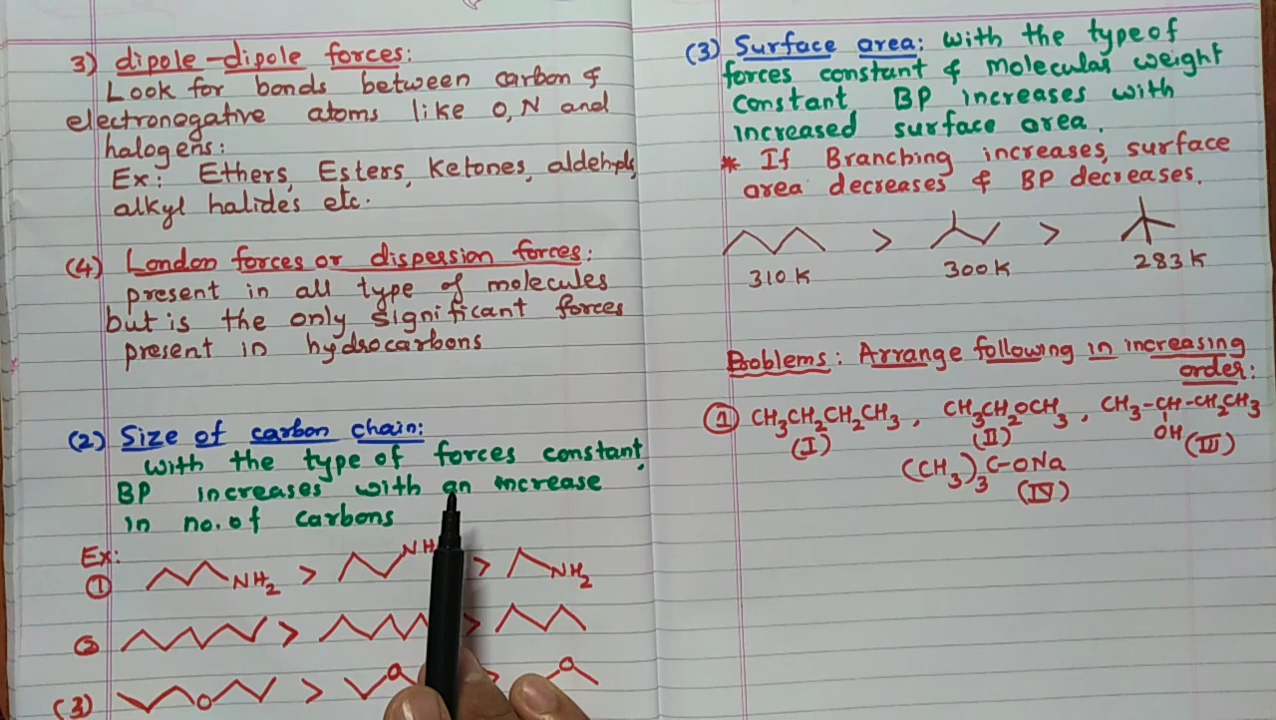 3) dipole-dipole forces:
Look for bonds between carbon &
electronegative atoms like O, N and
halogens:
Ex: Ethers, Esters, Ketones, aldehyds,
alkyl halides etc.
(4) London forces or dispersion forces:
present in all type of molecules
but is the only significant forces
present in hydrocarbons
(2) Size of carbon chain:
with the type of forces constant,
BP increases with an increase
in no. of carbons
Ex:
① NH₂ > NH > NH₂
② > >
(3) O > O > O
(3) Surface area: with the type of
forces constant & Molecular weight
constant BP increases with
increased surface area.
* If Branching increases, surface
area decreases & BP decreases.
> >
310 K 300 K 283 K
Problems: Arrange following in increasing
order:
① CH₃CH₂CH₂CH₃, CH₃CH₂OCH₃, CH₃-CH-CH₂CH₃
(I) (II) OH (III)
(CH₃)₃C-ONa
(IV)